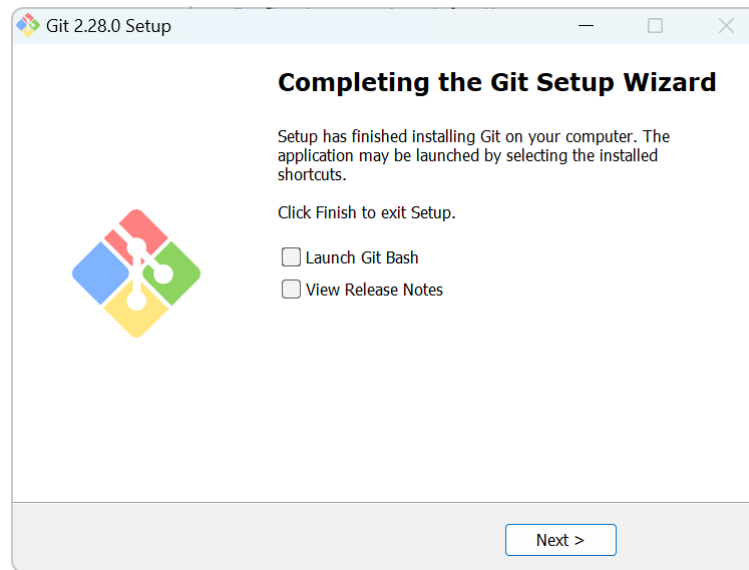 Git 2.28.0 Setup
Completing the Git Setup Wizard
Setup has finished installing Git on your computer. The
application may be launched by selecting the installed
shortcuts.
Click Finish to exit Setup.
Launch Git Bash
View Release Notes
Next >